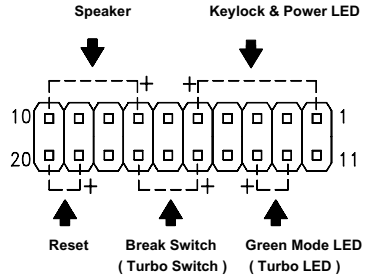 Speaker Keylock & Power LED
+ +
10 1
20 11
+ + +
Reset Break Switch Green Mode LED
( Turbo Switch ) ( Turbo LED )